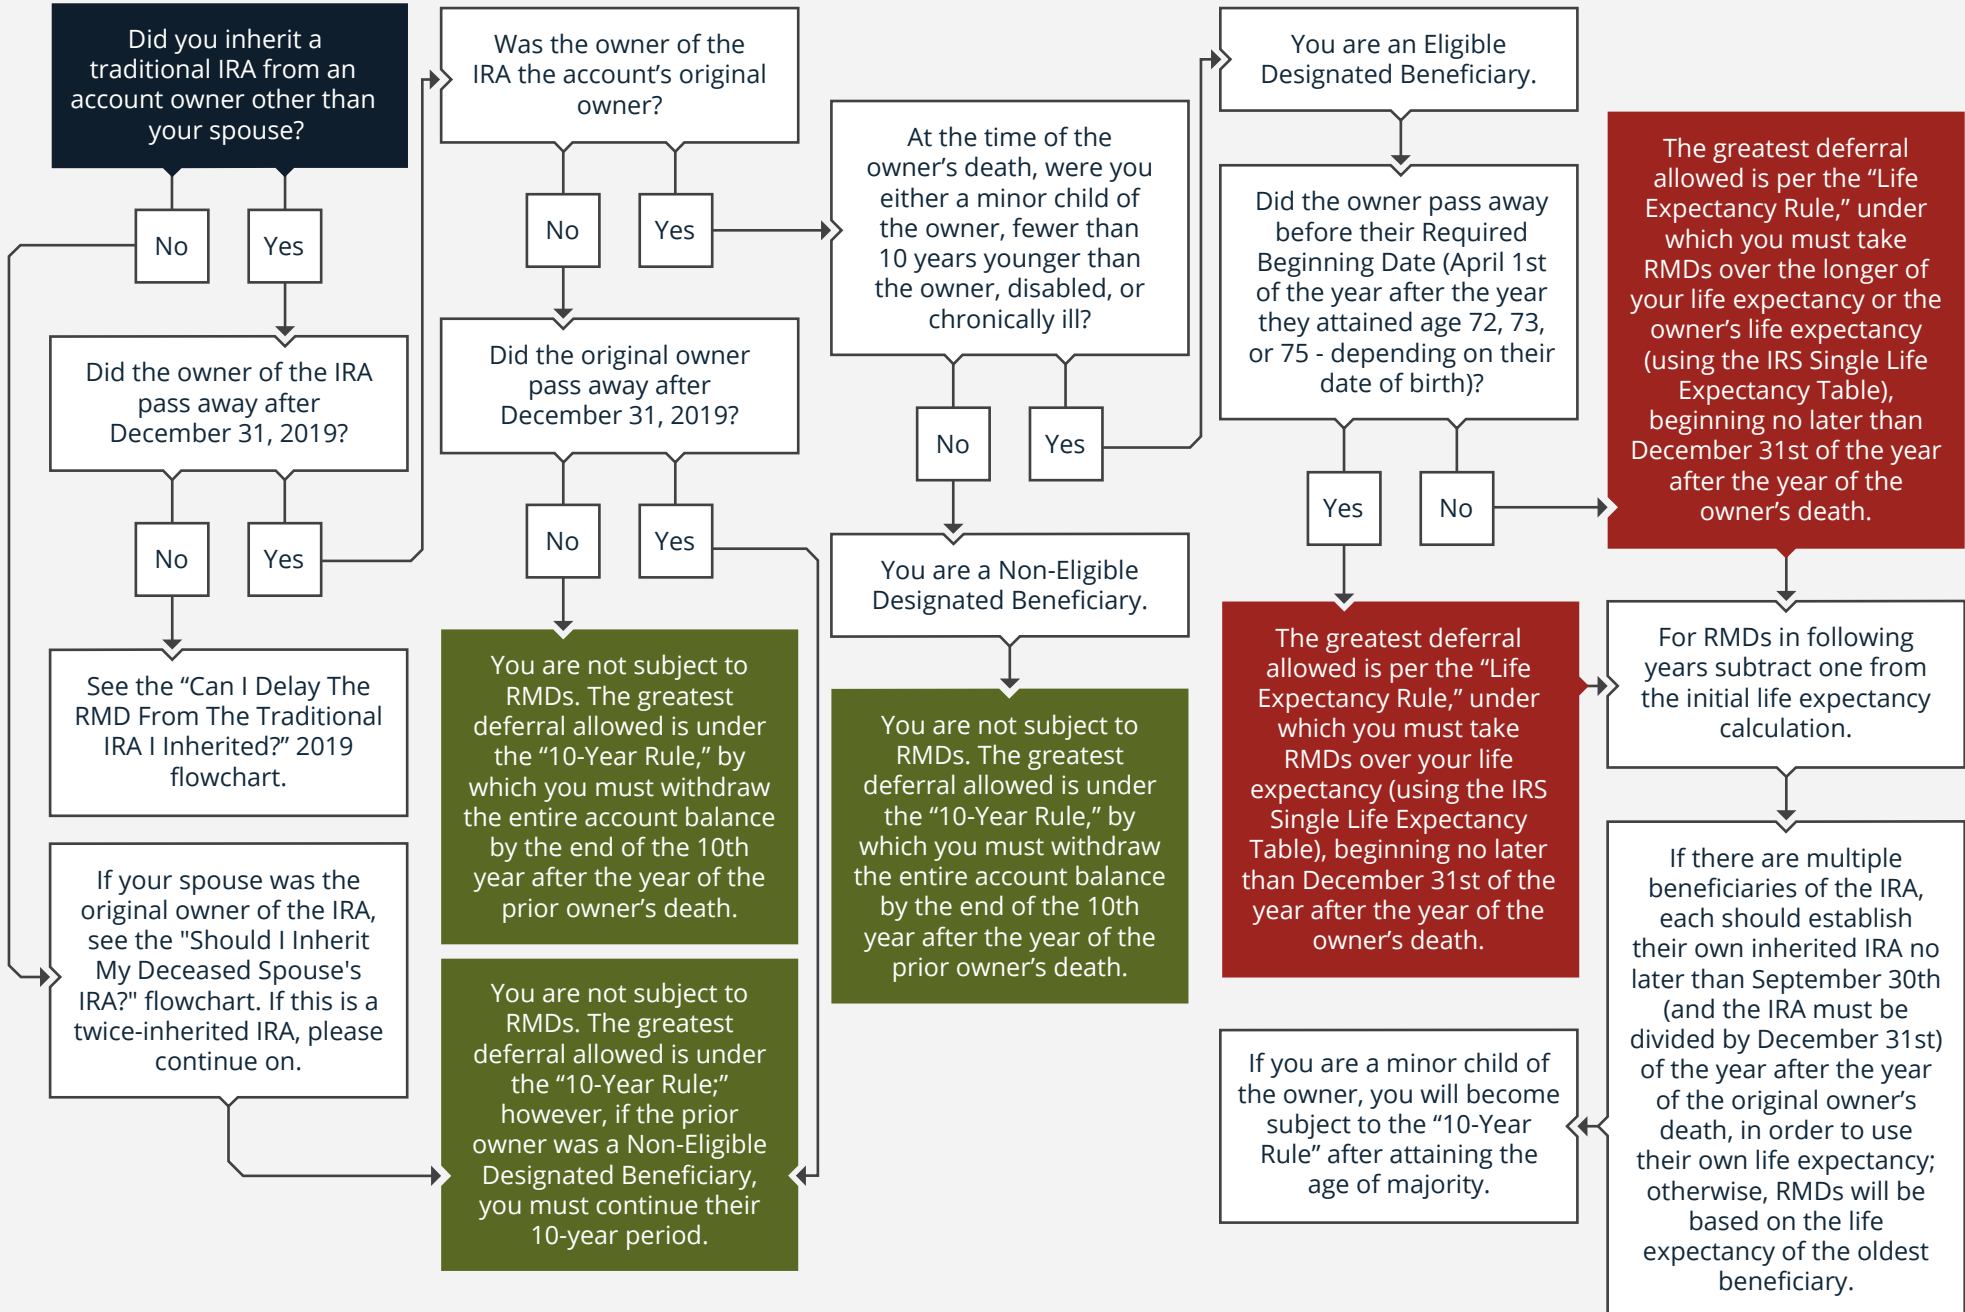 Did you inherit a
traditional IRA from an
account owner other than
your spouse?
No
Yes
Did the owner of the IRA
pass away after
December 31, 2019?
No
Yes
See the “Can I Delay The
RMD From The Traditional
IRA I Inherited?” 2019
flowchart.
If your spouse was the
original owner of the IRA,
see the "Should I Inherit
My Deceased Spouse's
IRA?" flowchart. If this is a
twice-inherited IRA, please
continue on.
Was the owner of the
IRA the account’s original
owner?
No
Yes
Did the original owner
pass away after
December 31, 2019?
No
Yes
You are not subject to
RMDs. The greatest
deferral allowed is under
the “10-Year Rule,” by
which you must withdraw
the entire account balance
by the end of the 10th
year after the year of the
prior owner’s death.
You are not subject to
RMDs. The greatest
deferral allowed is under
the “10-Year Rule;”
however, if the prior
owner was a Non-Eligible
Designated Beneficiary,
you must continue their
10-year period.
At the time of the
owner’s death, were you
either a minor child of
the owner, fewer than
10 years younger than
the owner, disabled, or
chronically ill?
No
Yes
You are a Non-Eligible
Designated Beneficiary.
You are not subject to
RMDs. The greatest
deferral allowed is under
the “10-Year Rule,” by
which you must withdraw
the entire account balance
by the end of the 10th
year after the year of the
prior owner’s death.
You are an Eligible
Designated Beneficiary.
Did the owner pass away
before their Required
Beginning Date (April 1st
of the year after the year
they attained age 72, 73,
or 75 - depending on their
date of birth)?
Yes
No
The greatest deferral
allowed is per the “Life
Expectancy Rule,” under
which you must take
RMDs over your life
expectancy (using the IRS
Single Life Expectancy
Table), beginning no later
than December 31st of the
year after the year of the
owner’s death.
The greatest deferral
allowed is per the “Life
Expectancy Rule,” under
which you must take
RMDs over the longer of
your life expectancy or the
owner’s life expectancy
(using the IRS Single Life
Expectancy Table),
beginning no later than
December 31st of the year
after the year of the
owner’s death.
For RMDs in following
years subtract one from
the initial life expectancy
calculation.
If there are multiple
beneficiaries of the IRA,
each should establish
their own inherited IRA no
later than September 30th
(and the IRA must be
divided by December 31st)
of the year after the year
of the original owner’s
death, in order to use
their own life expectancy;
otherwise, RMDs will be
based on the life
expectancy of the oldest
beneficiary.
If you are a minor child of
the owner, you will become
subject to the “10-Year
Rule” after attaining the
age of majority.